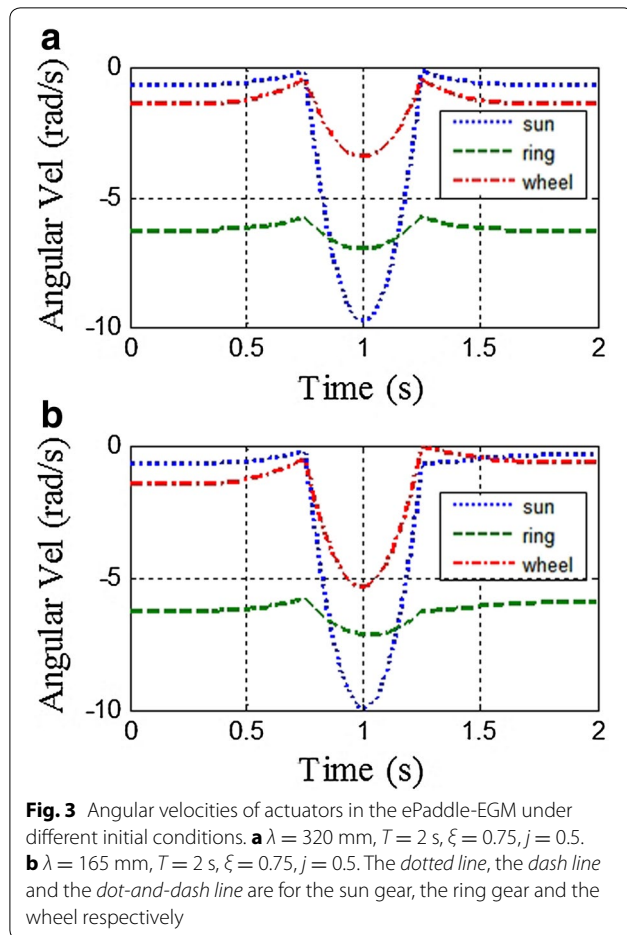 a
0
-5
-10
Angular Vel (rad/s)
sun
ring
wheel
0 0.5 1 1.5 2
Time (s)
b
0
-5
-10
Angular Vel (rad/s)
sun
ring
wheel
0 0.5 1 1.5 2
Time (s)
Fig. 3 Angular velocities of actuators in the ePaddle-EGM under
different initial conditions. a λ = 320 mm, T = 2 s, ξ = 0.75, j = 0.5.
b λ = 165 mm, T = 2 s, ξ = 0.75, j = 0.5. The dotted line, the dash line
and the dot-and-dash line are for the sun gear, the ring gear and the
wheel respectively